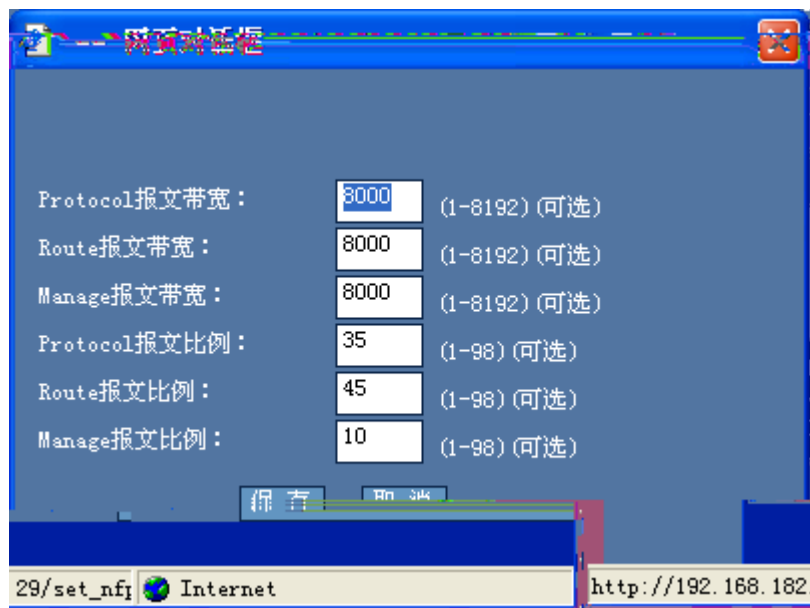 -- 网页对话框
Protocol报文带宽： 8000 (1-8192)(可选)
Route报文带宽： 8000 (1-8192)(可选)
Manage报文带宽： 8000 (1-8192)(可选)
Protocol报文比例： 35 (1-98)(可选)
Route报文比例： 45 (1-98)(可选)
Manage报文比例： 10 (1-98)(可选)
保 存 取 消
29/set_nfp Internet http://192.168.182